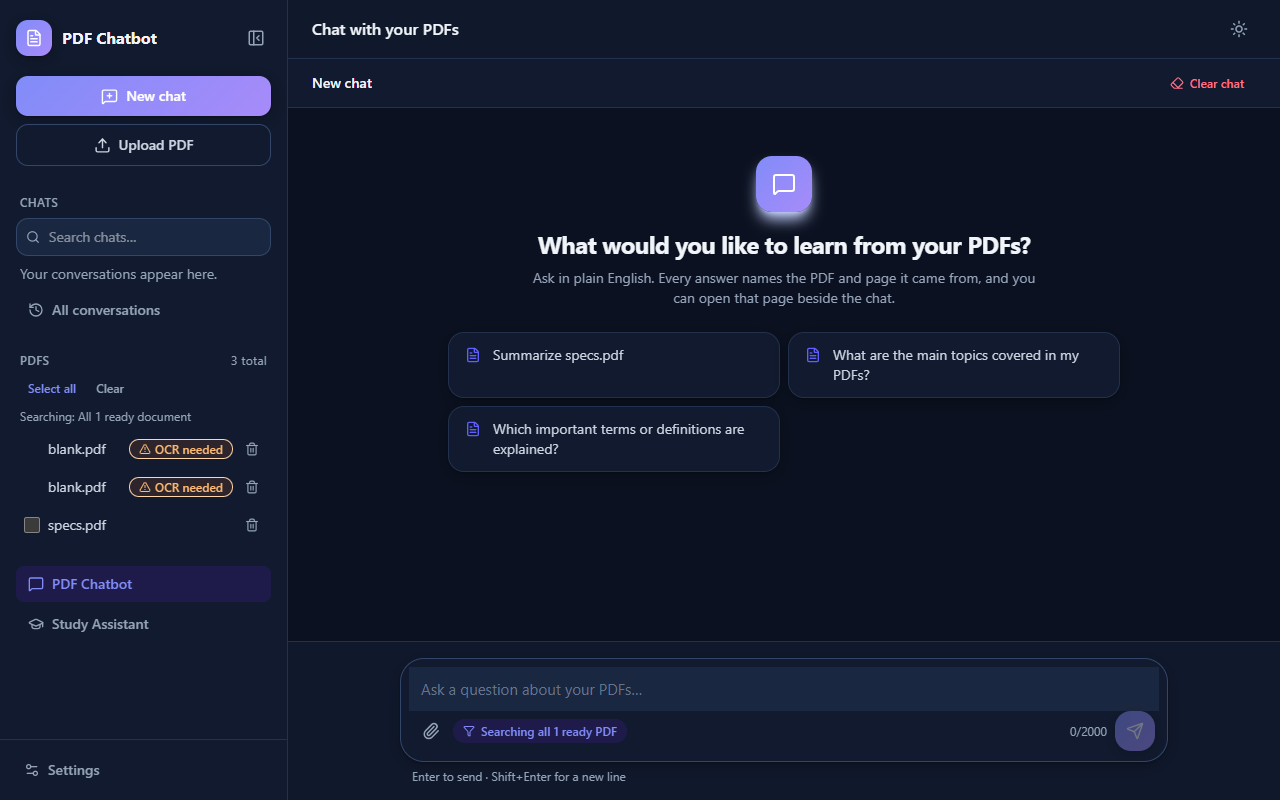 PDF Chatbot
New chat
Upload PDF
CHATS
Search chats...
Your conversations appear here.
All conversations
PDFS
3 total
Select all
Clear
Searching: All 1 ready document
blank.pdf
OCR needed
blank.pdf
OCR needed
specs.pdf
PDF Chatbot
Study Assistant
Settings
Chat with your PDFs
New chat
Clear chat
What would you like to learn from your PDFs?
Ask in plain English. Every answer names the PDF and page it came from, and you
can open that page beside the chat.
Summarize specs.pdf
What are the main topics covered in my
PDFs?
Which important terms or definitions are
explained?
Ask a question about your PDFs...
Searching all 1 ready PDF
0/2000
Enter to send · Shift+Enter for a new line